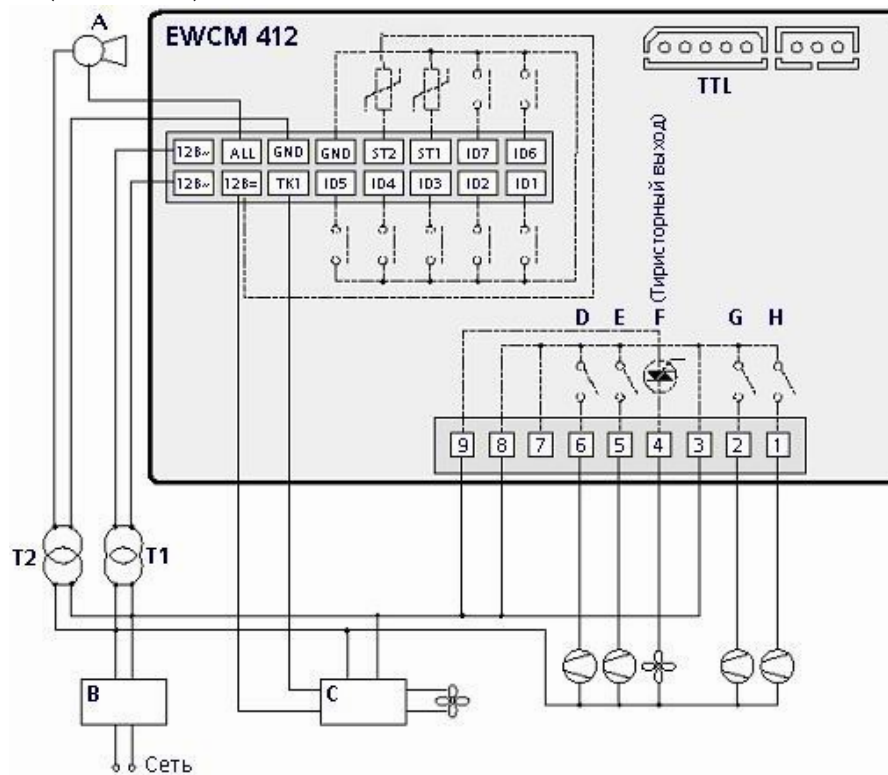 A
EWCM 412
TTL
12В~ ALL GND GND ST2 ST1 ID7 ID6
12В~ 12В= TK1 ID5 ID4 ID3 ID2 ID1
(Тиристорный выход)
D E F G H
9 8 7 6 5 4 3 2 1
T2 T1
B
C
Сеть